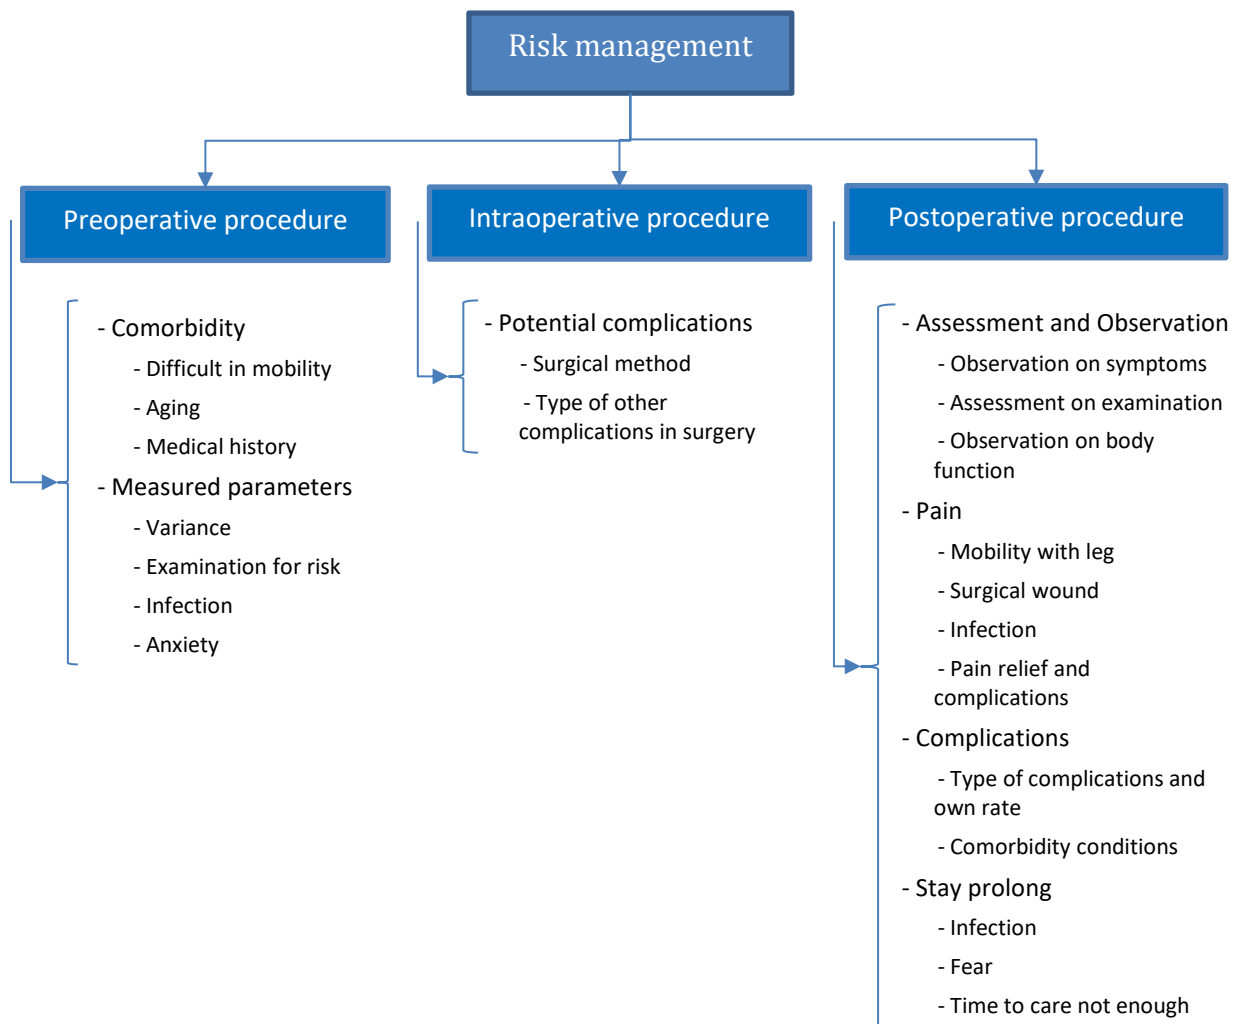 Risk management
Preoperative procedure
Intraoperative procedure
Postoperative procedure
- Comorbidity
- Difficult in mobility
- Aging
- Medical history
- Measured parameters
- Variance
- Examination for risk
- Infection
- Anxiety
- Potential complications
- Surgical method
- Type of other
complications in surgery
- Assessment and Observation
- Observation on symptoms
- Assessment on examination
- Observation on body
function
- Pain
- Mobility with leg
- Surgical wound
- Infection
- Pain relief and
complications
- Complications
- Type of complications and
own rate
- Comorbidity conditions
- Stay prolong
- Infection
- Fear
- Time to care not enough